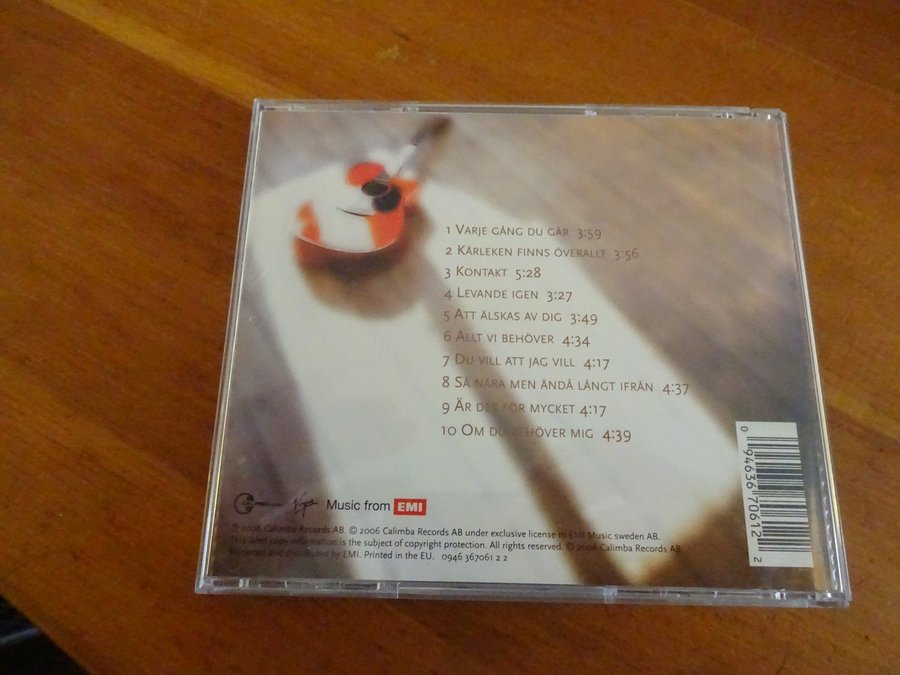 1 Varje gång du går 3:59
2 Kärleken finns överallt 3:56
3 Kontakt 5:28
4 Levande igen 3:27
5 Att älskas av dig 3:49
6 Allt vi behöver 4:34
7 Du vill att jag vill 4:17
8 Så nära men ändå långt ifrån 4:37
9 Är det för mycket 4:17
10 Om du behöver mig 4:39
Virgin Music from EMI
℗ 2006 Calimba Records AB. © 2006 Calimba Records AB under exclusive license to EMI Music sweden AB.
This label copy information is the subject of copyright protection. All rights reserved. © 2006 Calimba Records AB.
Marketed and distributed by EMI. Printed in the EU. 0946 367061 2 2
0 94636 70612 2